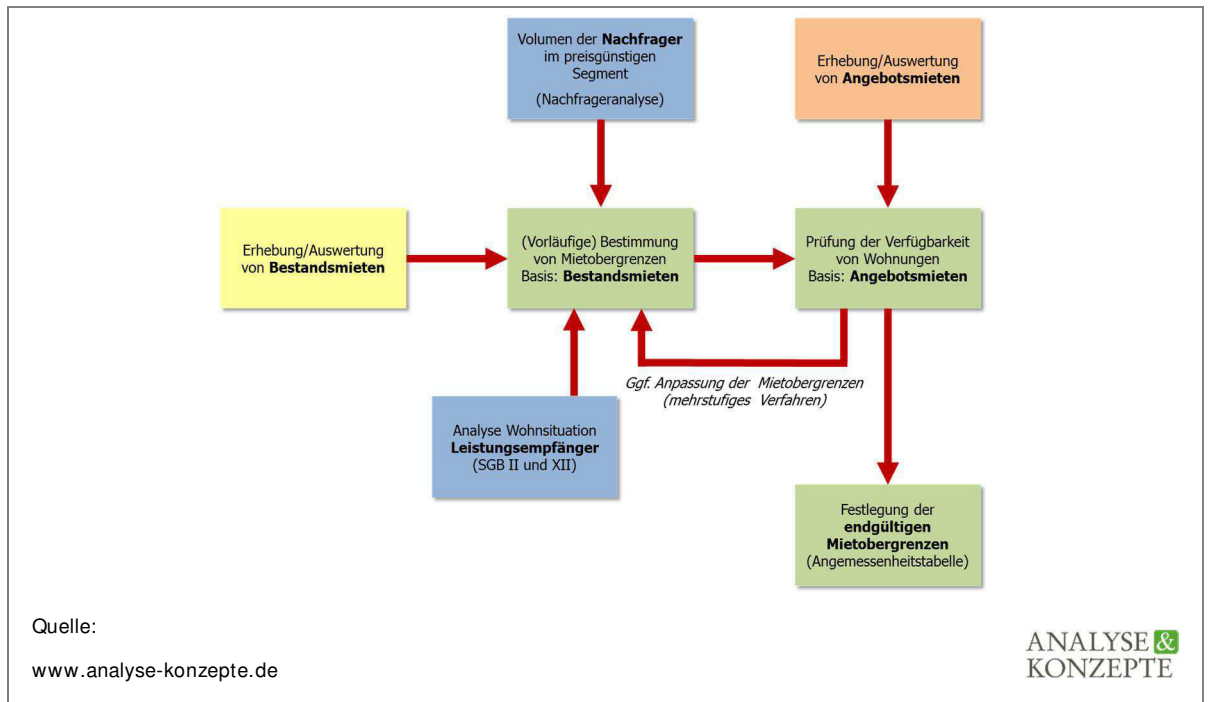 Volumen der Nachfrager
im preisgünstigen
Segment
(Nachfrageranalyse)
Erhebung/Auswertung
von Angebotsmieten
Erhebung/Auswertung
von Bestandsmieten
(Vorläufige) Bestimmung
von Mietobergrenzen
Basis: Bestandsmieten
Prüfung der Verfügbarkeit
von Wohnungen
Basis: Angebotsmieten
Ggf. Anpassung der Mietobergrenzen
(mehrstufiges Verfahren)
Analyse Wohnsituation
Leistungsempfänger
(SGB II und XII)
Festlegung der
endgültigen
Mietobergrenzen
(Angemessenheitstabelle)
Quelle:
www.analyse-konzepte.de
ANALYSE &
KONZEPTE